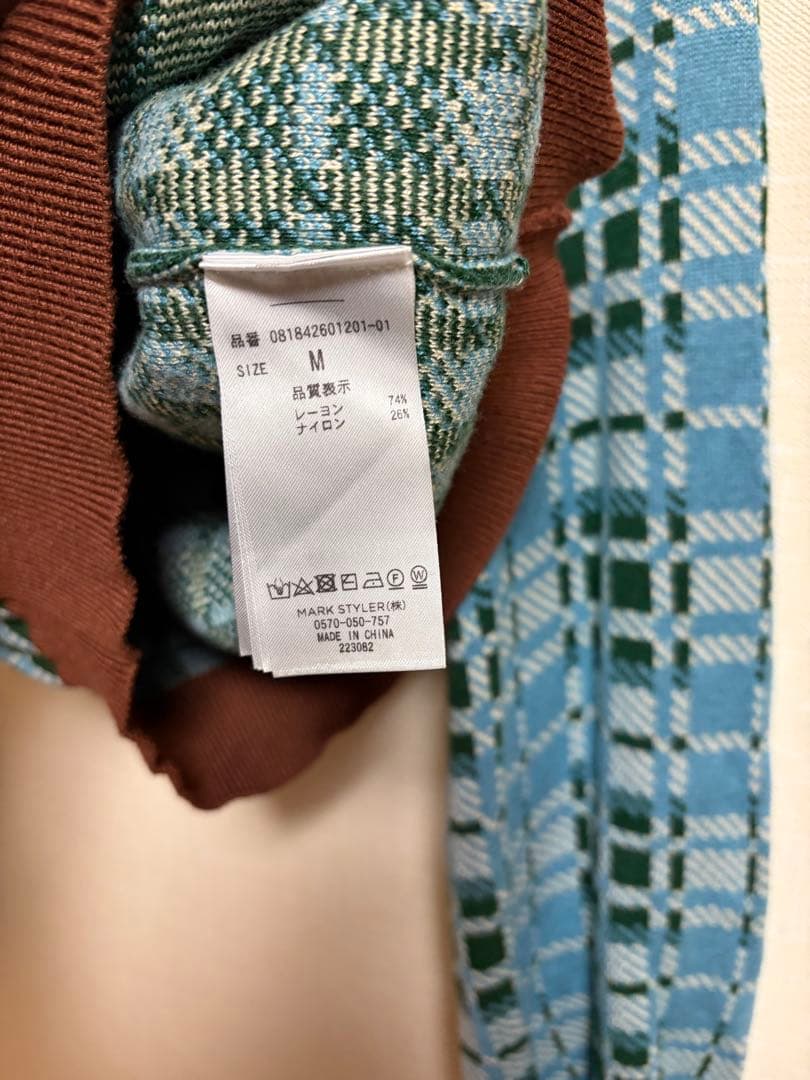 品番 081842601201-01
SIZE M
品質表示
レーヨン 74%
ナイロン 26%
F W
MARK STYLER(株)
0570-050-757
MADE IN CHINA
223082